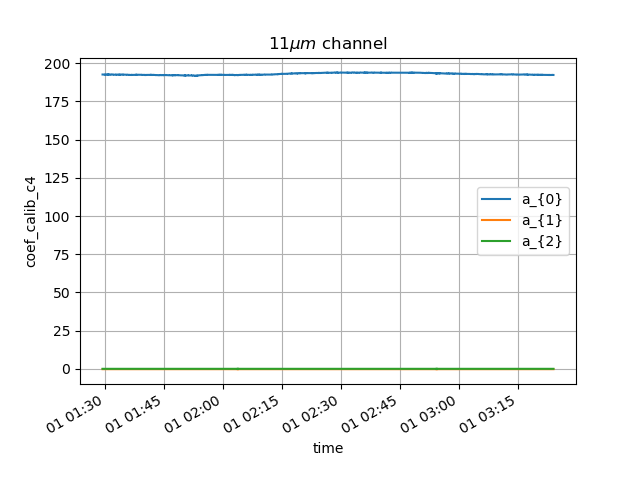 11μm channel
200
175
150
125
100
75
50
25
0
coef_calib_c4
a_{0}
a_{1}
a_{2}
01 01:30
01 01:45
01 02:00
01 02:15
01 02:30
01 02:45
01 03:00
01 03:15
time